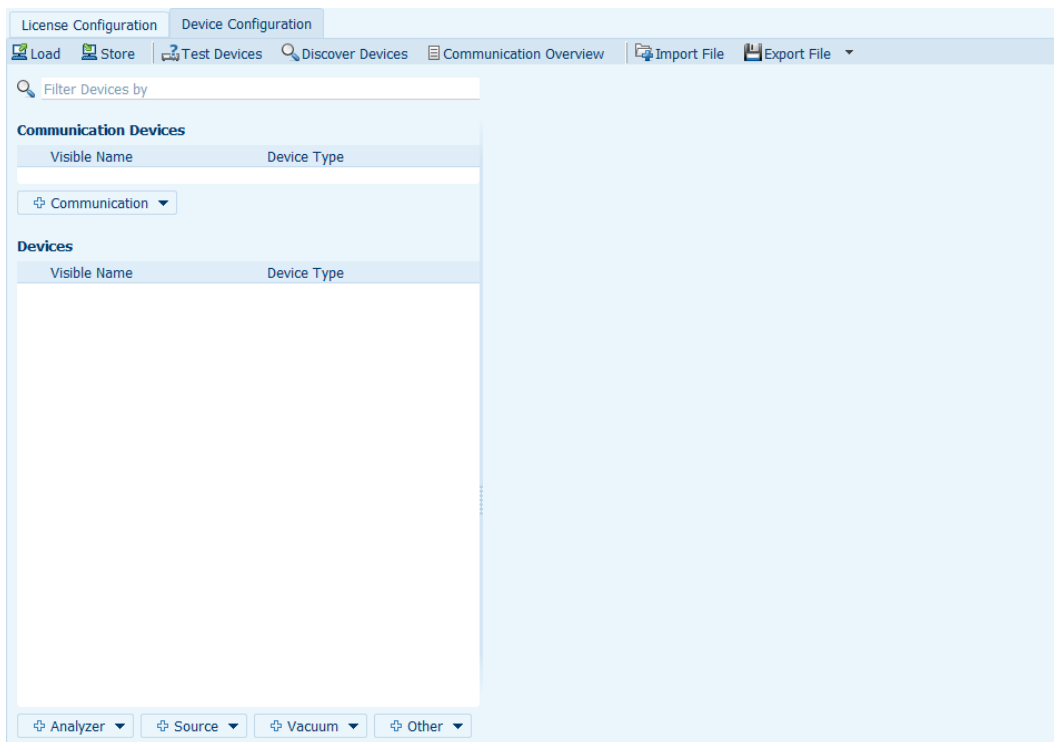 License Configuration Device Configuration
Load Store Test Devices Discover Devices Communication Overview Import File Export File
Filter Devices by
Communication Devices
Visible Name Device Type
Communication
Devices
Visible Name Device Type
Analyzer Source Vacuum Other